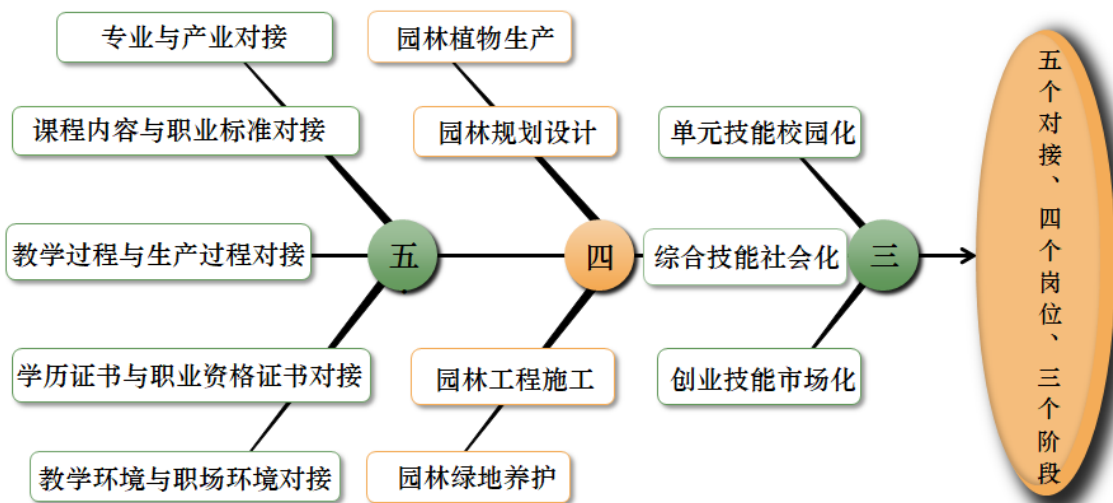 专业与产业对接
课程内容与职业标准对接
教学过程与生产过程对接
学历证书与职业资格证书对接
教学环境与职场环境对接
五
园林植物生产
园林规划设计
四
园林工程施工
园林绿地养护
单元技能校园化
综合技能社会化
三
创业技能市场化
五个对接、四个岗位、三个阶段